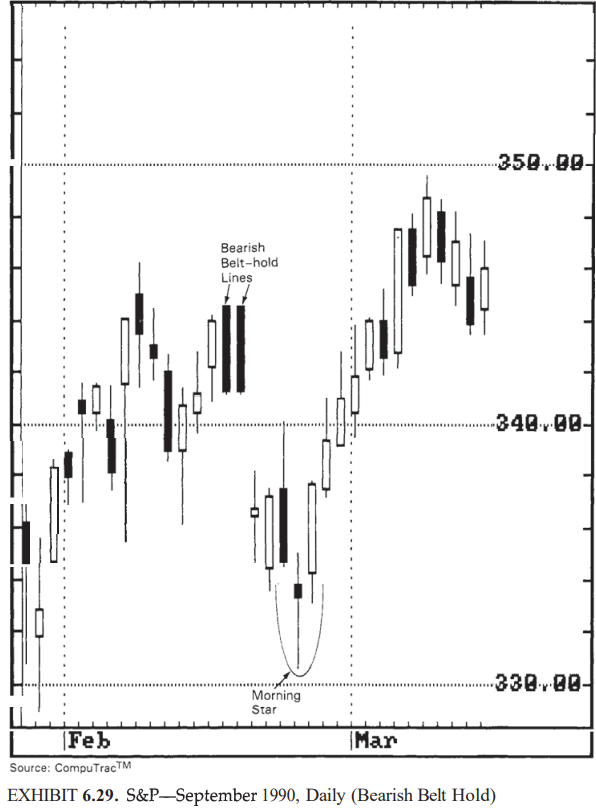 350.00
Bearish
Belt-hold
Lines
340.00
330.00
Morning
Star
Feb
Mar
Source: CompuTrac™
EXHIBIT 6.29. S&P—September 1990, Daily (Bearish Belt Hold)